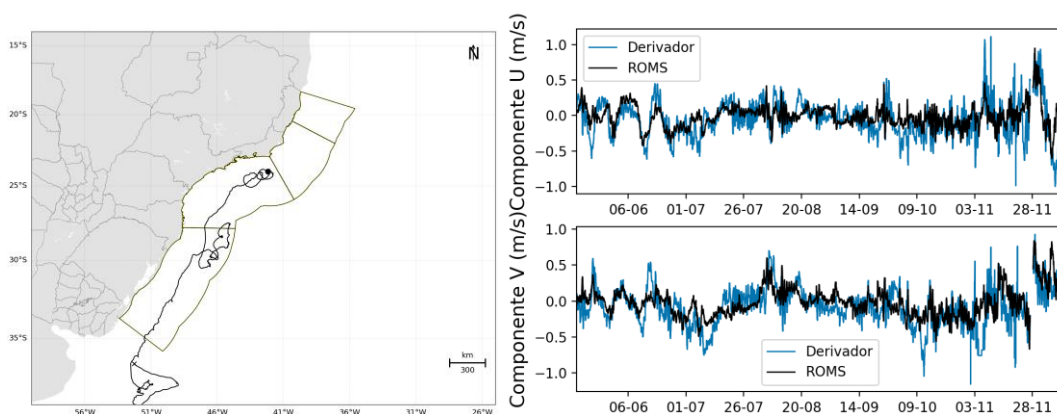 15°S
20°S
25°S
30°S
35°S
56°W 51°W 46°W 41°W 36°W 31°W 26°W
N
km
300
Componente U (m/s)
1.0
0.5
0.0
−0.5
−1.0
Derivador
ROMS
06-06 01-07 26-07 20-08 14-09 09-10 03-11 28-11
Componente V (m/s)
1.0
0.5
0.0
−0.5
−1.0
Derivador
ROMS
06-06 01-07 26-07 20-08 14-09 09-10 03-11 28-11